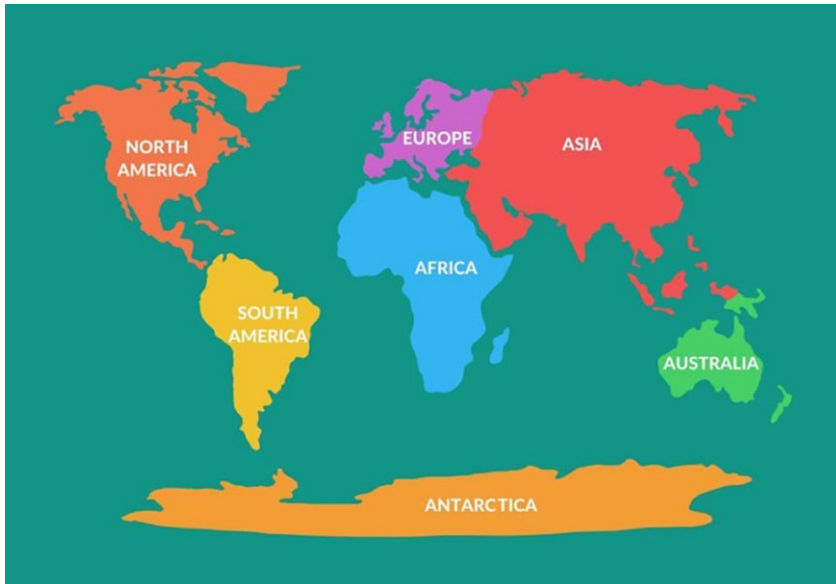 NORTH
AMERICA
EUROPE
ASIA
AFRICA
SOUTH
AMERICA
AUSTRALIA
ANTARCTICA